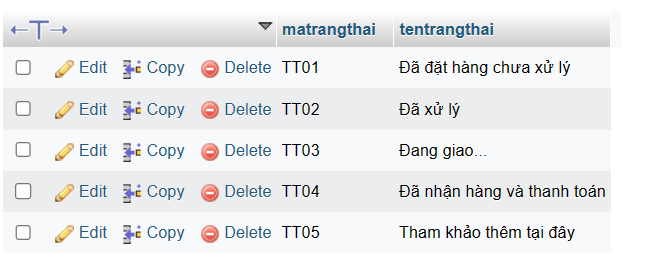 matrangthai tentrangthai
Edit Copy Delete TT01 Đã đặt hàng chưa xử lý
Edit Copy Delete TT02 Đã xử lý
Edit Copy Delete TT03 Đang giao...
Edit Copy Delete TT04 Đã nhận hàng và thanh toán
Edit Copy Delete TT05 Tham khảo thêm tại đây